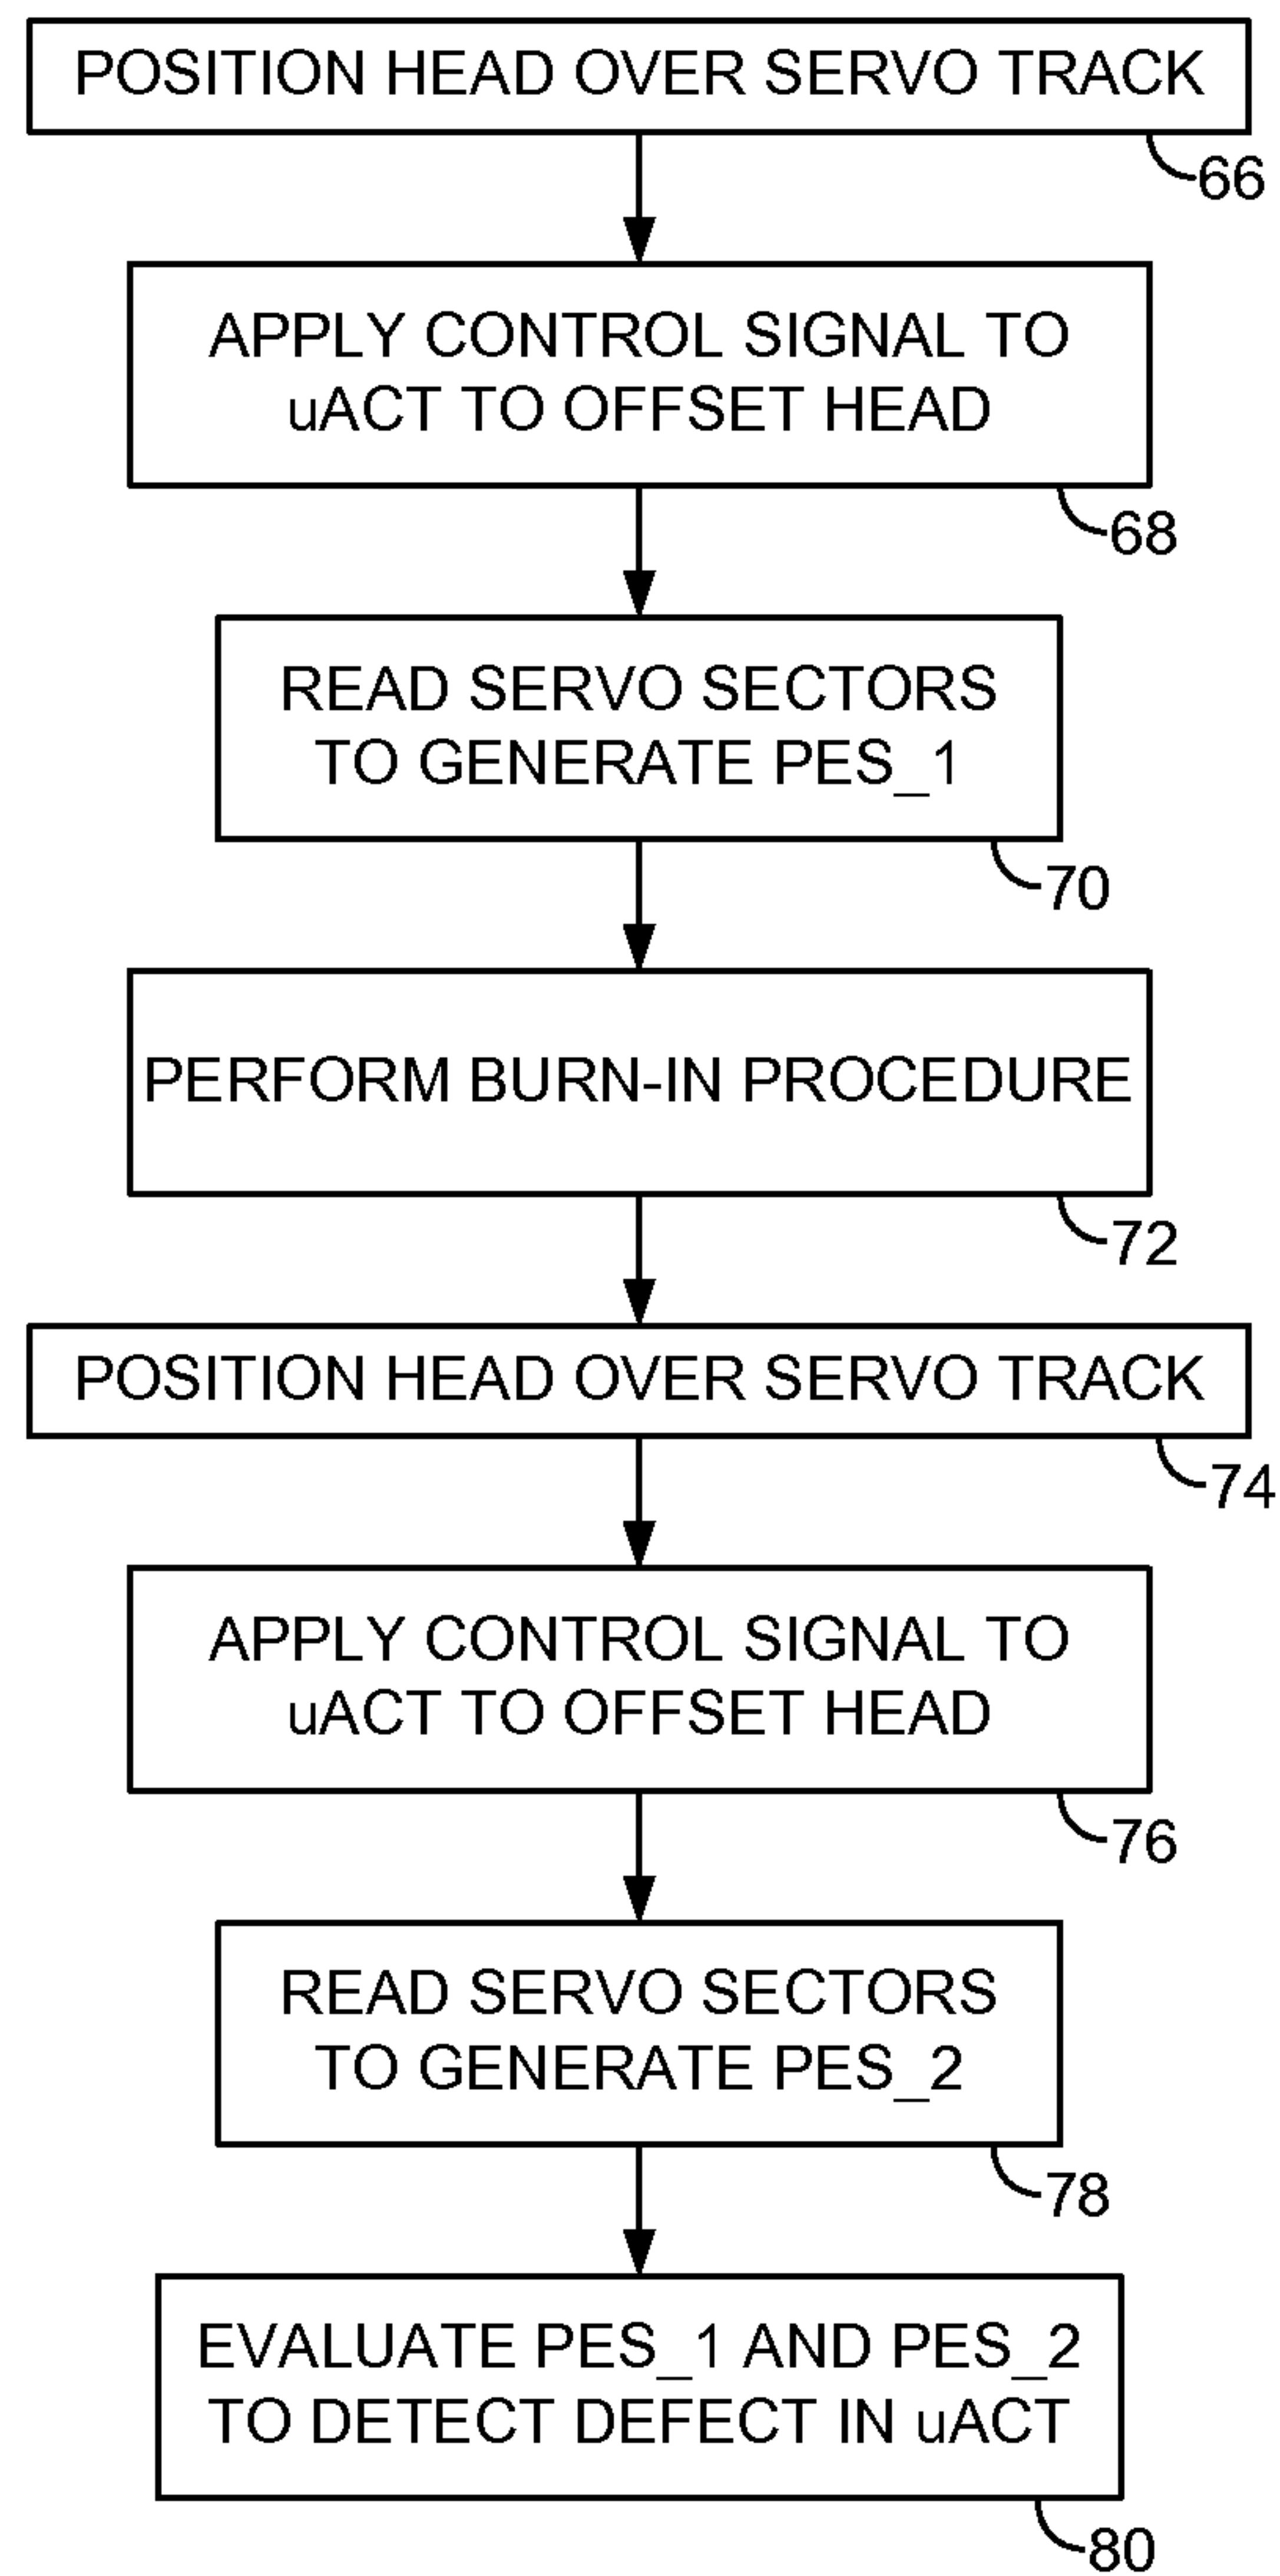 POSITION HEAD OVER SERVO TRACK
66
APPLY CONTROL SIGNAL TO
uACT TO OFFSET HEAD
68
READ SERVO SECTORS
TO GENERATE PES_1
70
PERFORM BURN-IN PROCEDURE
72
POSITION HEAD OVER SERVO TRACK
74
APPLY CONTROL SIGNAL TO
uACT TO OFFSET HEAD
76
READ SERVO SECTORS
TO GENERATE PES_2
78
EVALUATE PES_1 AND PES_2
TO DETECT DEFECT IN uACT
80